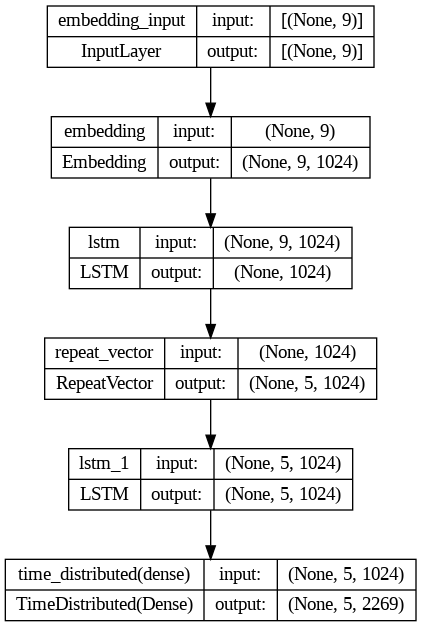 embedding_input input: [(None, 9)]
InputLayer output: [(None, 9)]
embedding input: (None, 9)
Embedding output: (None, 9, 1024)
lstm input: (None, 9, 1024)
LSTM output: (None, 1024)
repeat_vector input: (None, 1024)
RepeatVector output: (None, 5, 1024)
lstm_1 input: (None, 5, 1024)
LSTM output: (None, 5, 1024)
time_distributed(dense) input: (None, 5, 1024)
TimeDistributed(Dense) output: (None, 5, 2269)